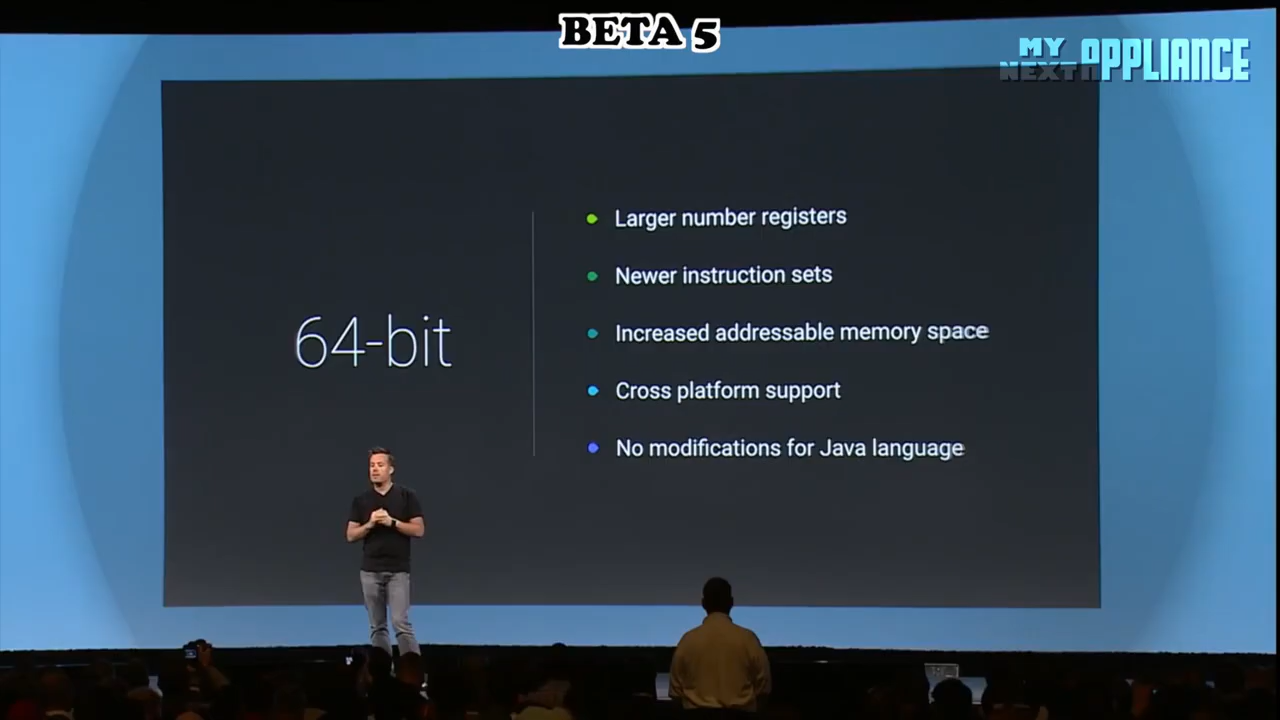 BETA 5
MY
NEXT APPLIANCE
64-bit
Larger number registers
Newer instruction sets
Increased addressable memory space
Cross platform support
No modifications for Java language